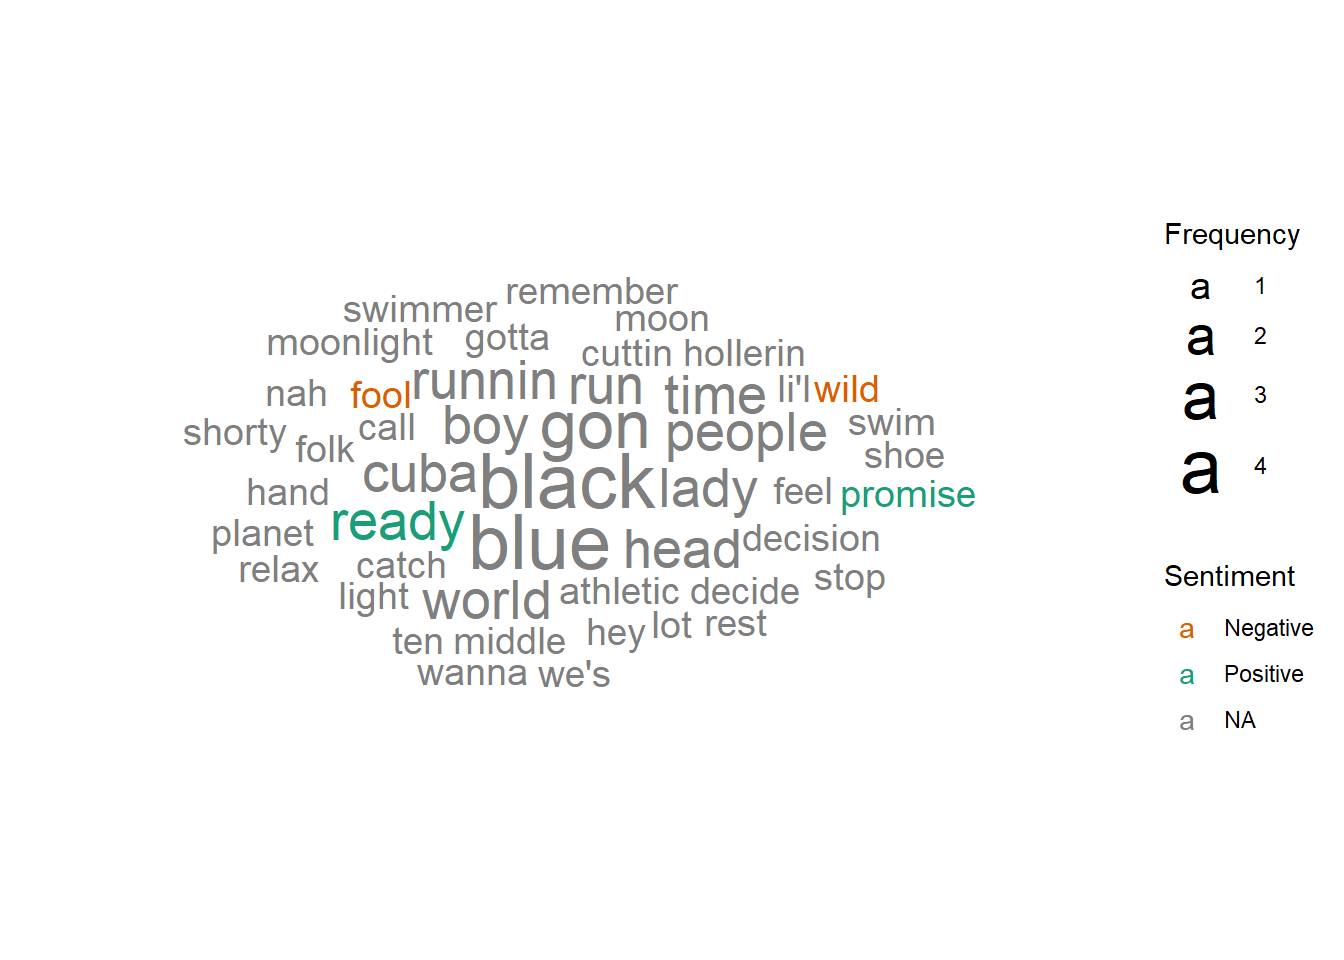 remember
swimmer
moon
moonlight gotta
cuttin hollerin
runnin run time li'l wild
nah fool
boy gon people swim
shorty folk call
shoe
cuba black lady feel promise
hand
ready
planet blue head decision
relax catch stop
light world athletic decide
ten middle hey lot rest
wanna we's
Frequency
a 1
a 2
a 3
a 4
Sentiment
a Negative
a Positive
a NA